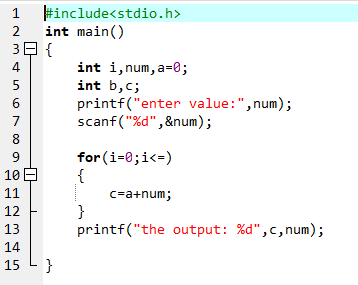 1 #include<stdio.h>
2 int main()
3 {
4 int i,num,a=0;
5 int b,c;
6 printf("enter value:",num);
7 scanf("%d",&num);
8
9 for(i=0;i<=)
10 {
11 c=a+num;
12 }
13 printf("the output: %d",c,num);
14
15 }